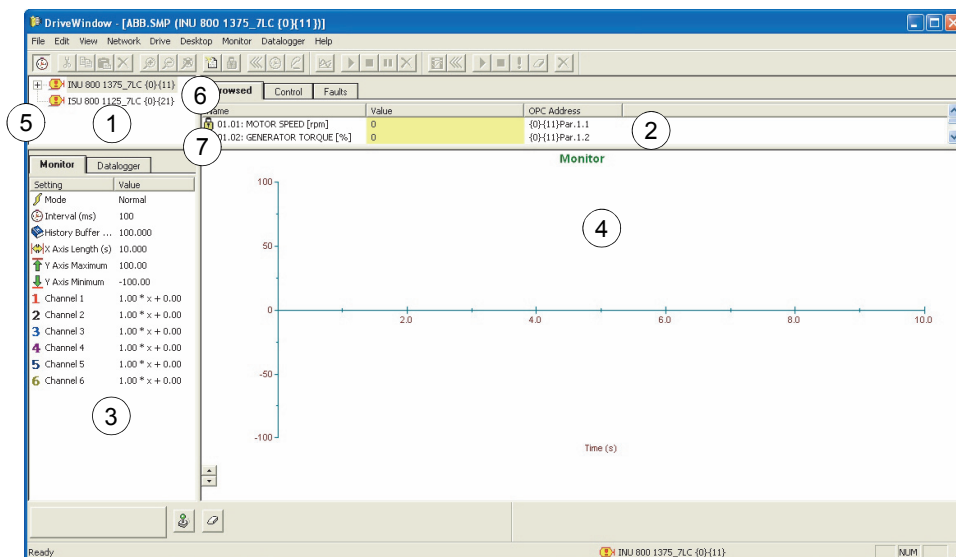 DriveWindow - [ABB.SMP (INU 800 1375_7LC {0}{11})]
File Edit View Network Drive Desktop Monitor Datalogger Help
INU 800 1375_7LC {0}{11}
ISU 800 1125_7LC {0}{21}
5
1
6
7
rowsed Control Faults
Name Value OPC Address
01.01: MOTOR SPEED [rpm] 0 {0}{11}Par.1.1
01.02: GENERATOR TORQUE [%] 0 {0}{11}Par.1.2
2
Monitor Datalogger
Setting Value
Mode Normal
Interval (ms) 100
History Buffer ... 100.000
X Axis Length (s) 10.000
Y Axis Maximum 100.00
Y Axis Minimum -100.00
1 Channel 1 1.00 * x + 0.00
2 Channel 2 1.00 * x + 0.00
3 Channel 3 1.00 * x + 0.00
4 Channel 4 1.00 * x + 0.00
5 Channel 5 1.00 * x + 0.00
6 Channel 6 1.00 * x + 0.00
3
Monitor
100
50
0
-50
-100
2.0 4.0 6.0 8.0 10.0
4
Time (s)
Ready
INU 800 1375_7LC {0}{11}
NUM